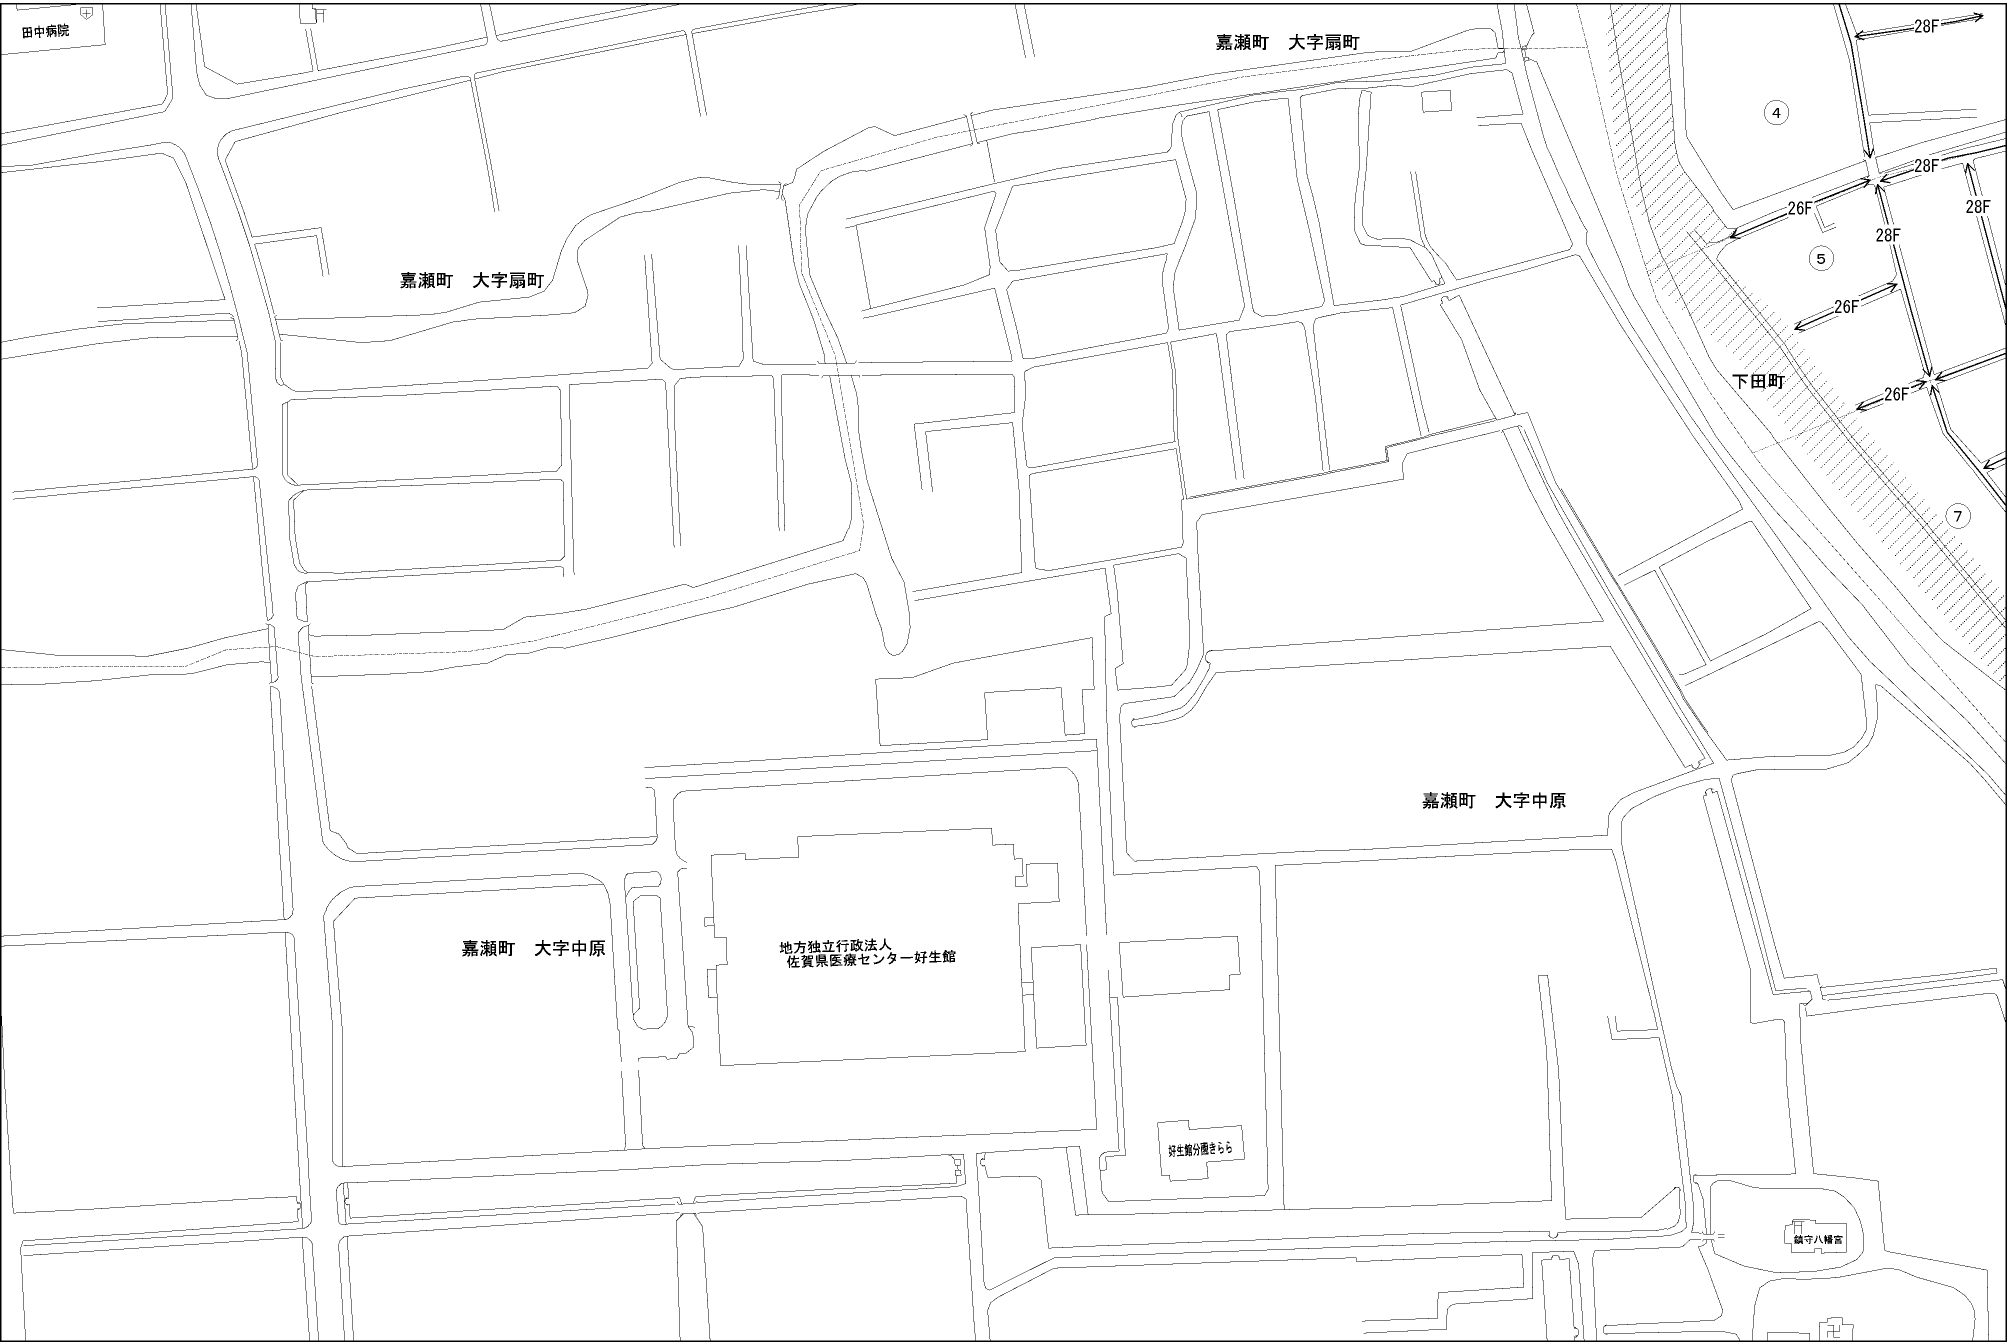 田中病院
嘉瀬町　大字扇町
28F
④
28F
28F
26F
28F
⑤
嘉瀬町　大字扇町
26F
下田町
26F
⑦
嘉瀬町　大字中原
嘉瀬町　大字中原
地方独立行政法人
佐賀県医療センター好生館
好生館分園きらら
鎮守八幡宮